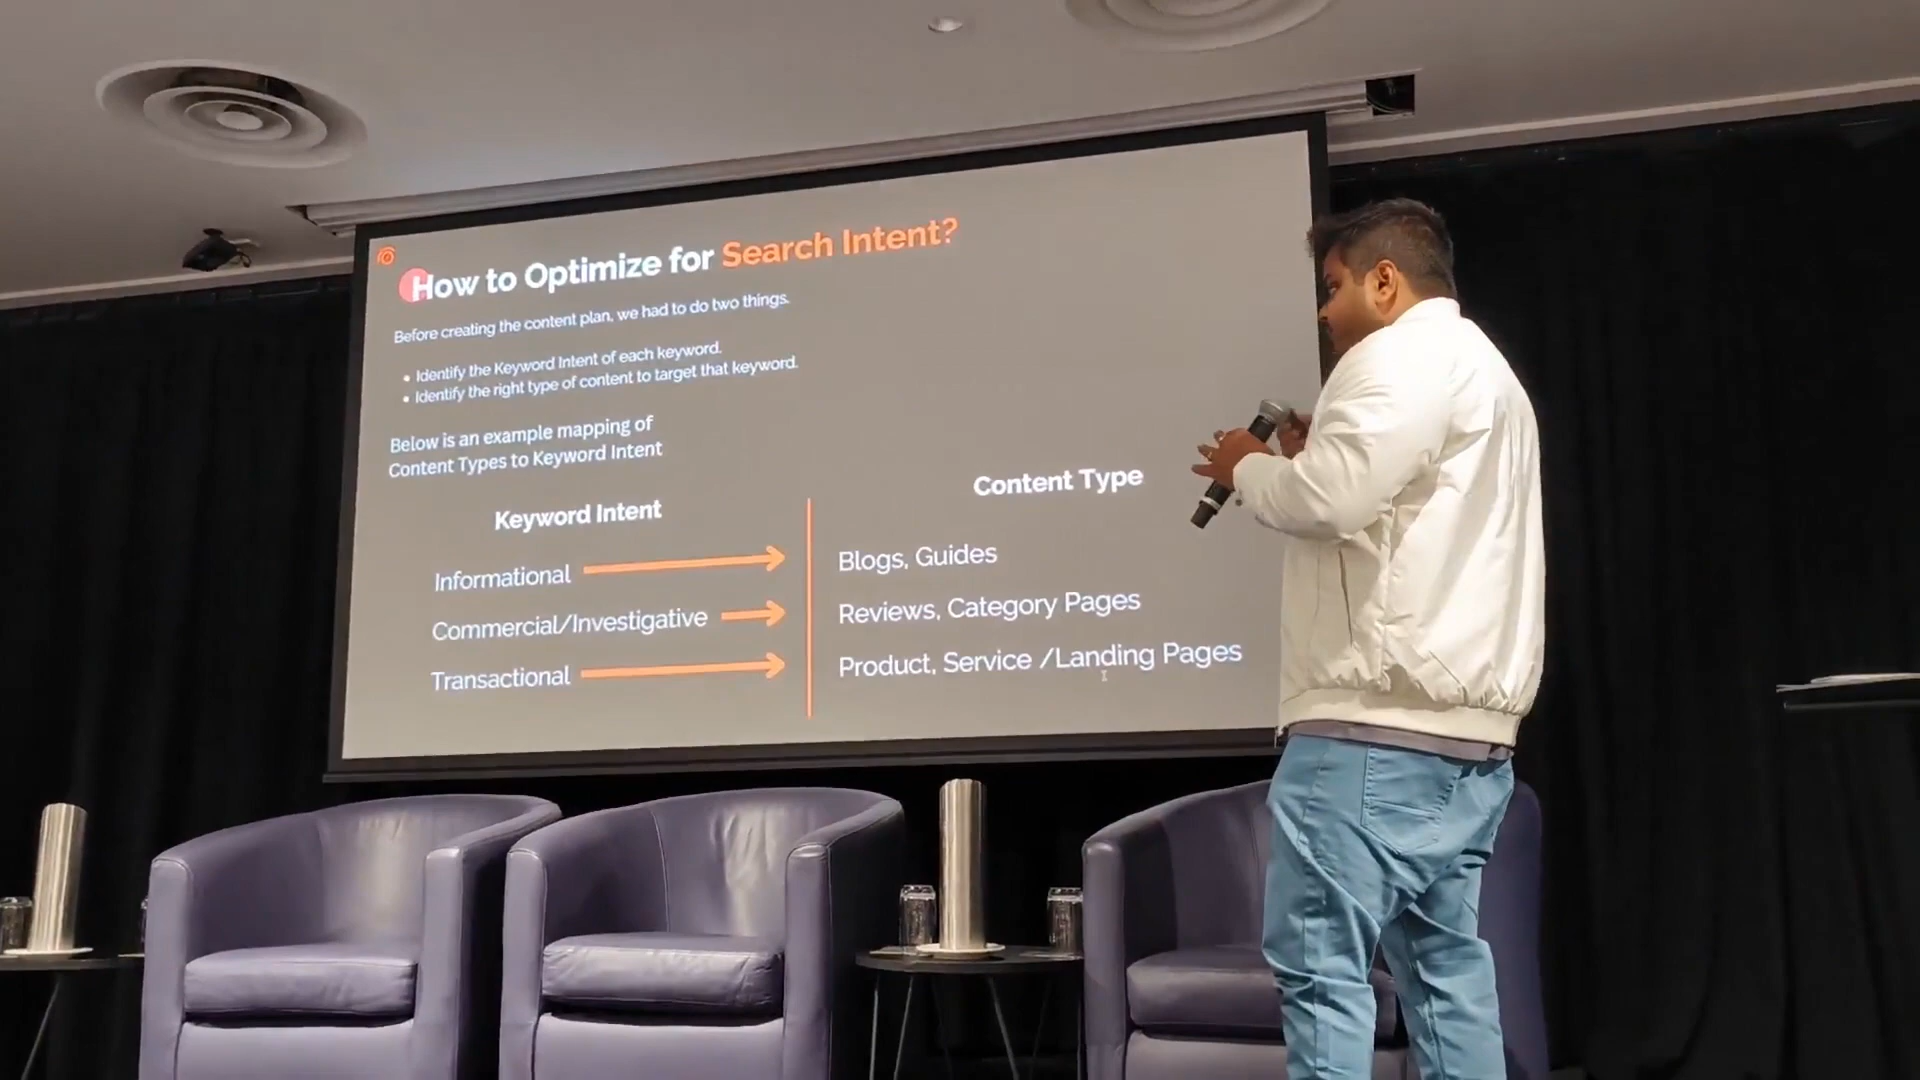 How to Optimize for Search Intent?
Before creating the content plan, we had to do two things.
• Identify the Keyword Intent of each keyword.
• Identify the right type of content to target that keyword.
Below is an example mapping of
Content Types to Keyword Intent
Keyword Intent
Content Type
Informational
Blogs, Guides
Commercial/Investigative
Reviews, Category Pages
Transactional
Product, Service /Landing Pages